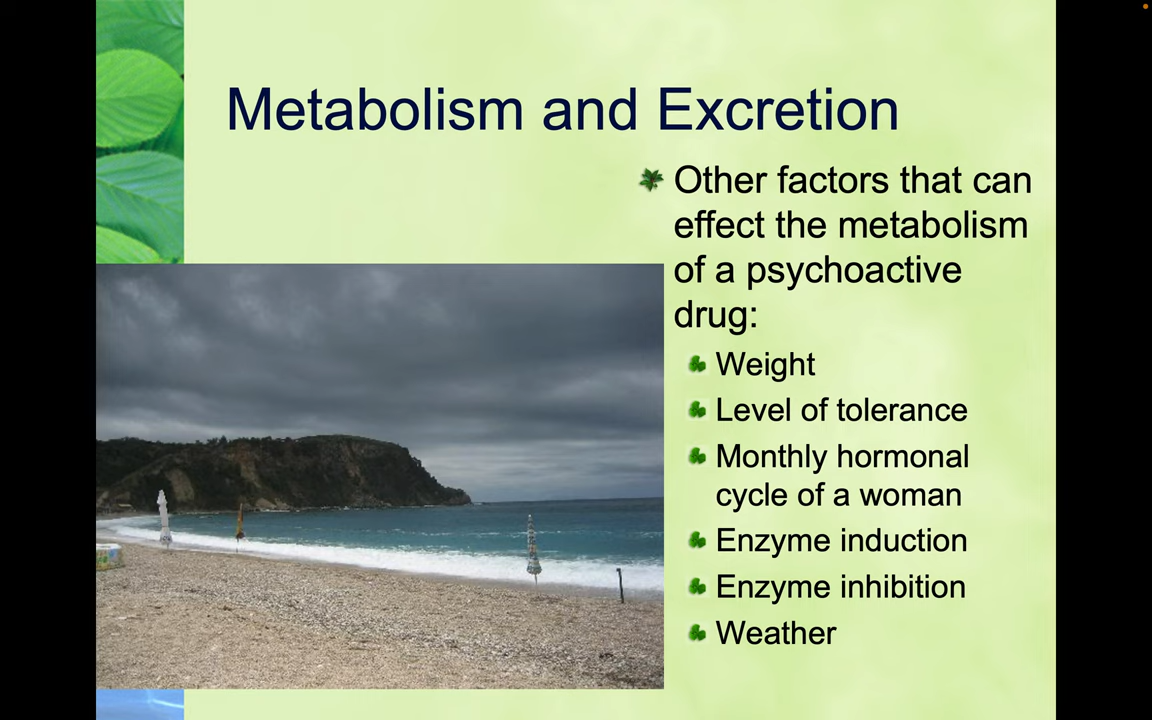 Metabolism and Excretion
Other factors that can
effect the metabolism
of a psychoactive
drug:
Weight
Level of tolerance
Monthly hormonal
cycle of a woman
Enzyme induction
Enzyme inhibition
Weather